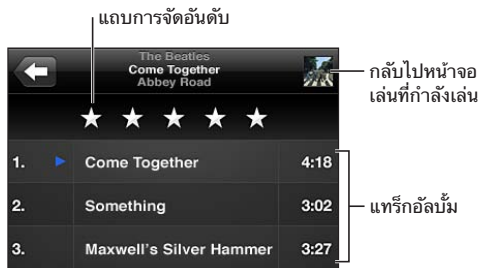 แถบการจัดอันดับ
The Beatles
Come Together
Abbey Road
กลับไปหน้าจอ
เล่นที่กำลังเล่น
1. Come Together 4:18
2. Something 3:02
แทร็กอัลบั้ม
3. Maxwell's Silver Hammer 3:27